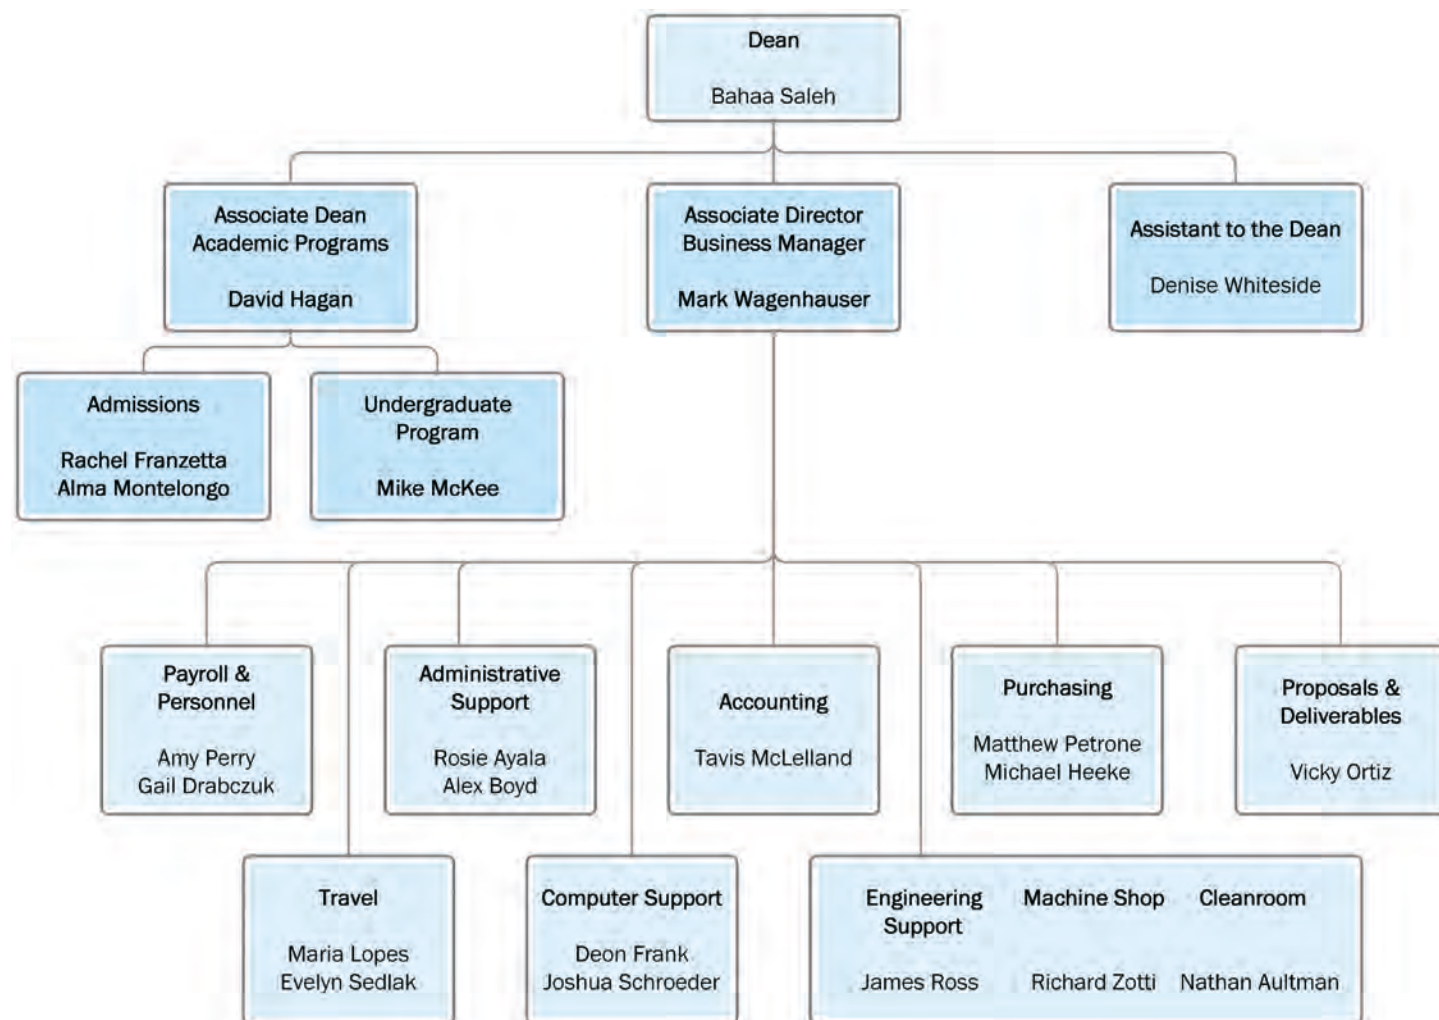 Dean
Bahaa Saleh
Associate Dean
Academic Programs
David Hagan
Associate Director
Business Manager
Mark Wagenhauser
Assistant to the Dean
Denise Whiteside
Admissions
Rachel Franzetta
Alma Montelongo
Undergraduate
Program
Mike McKee
Payroll &
Personnel
Amy Perry
Gail Drabczuk
Administrative
Support
Rosie Ayala
Alex Boyd
Accounting
Tavis McLelland
Purchasing
Matthew Petrone
Michael Heeke
Proposals &
Deliverables
Vicky Ortiz
Travel
Maria Lopes
Evelyn Sedlak
Computer Support
Deon Frank
Joshua Schroeder
Engineering
Support
James Ross
Machine Shop
Richard Zotti
Cleanroom
Nathan Aultman